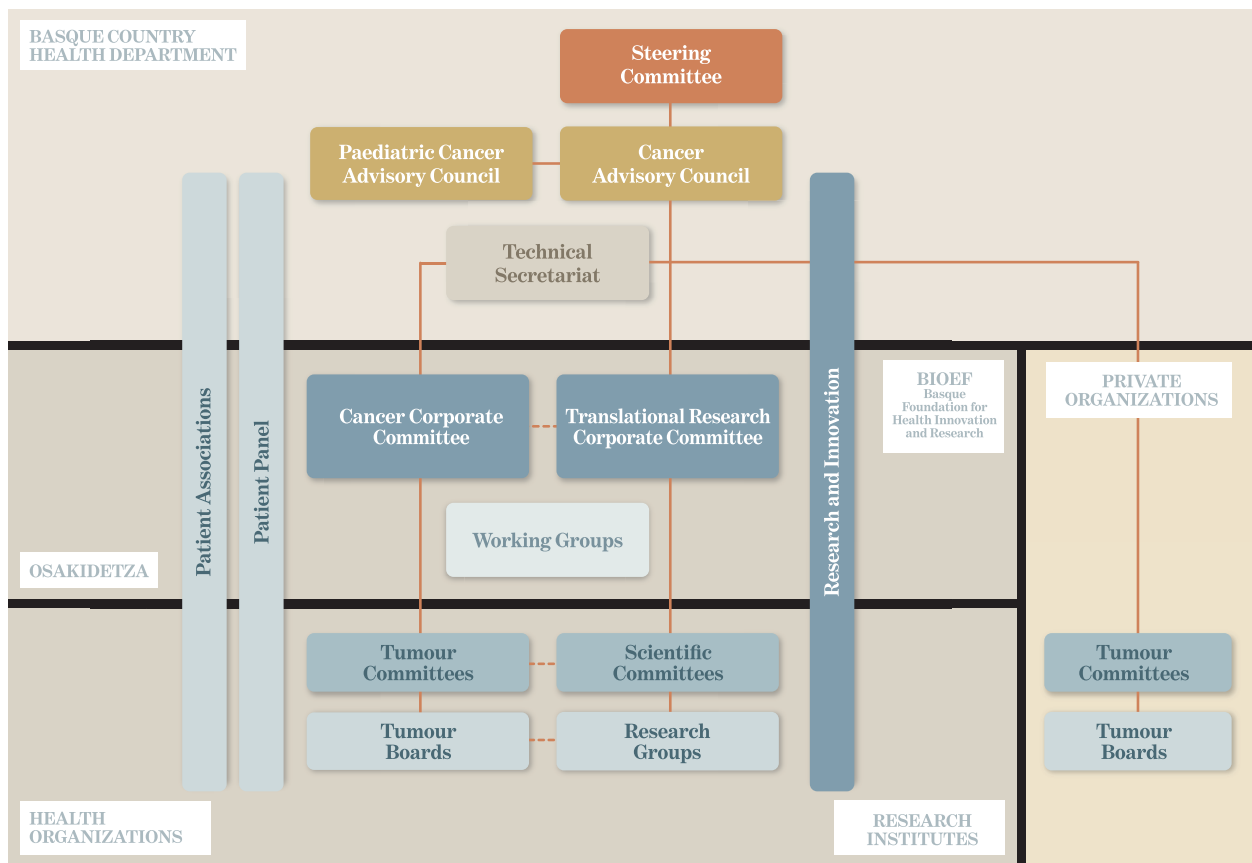 BASQUE COUNTRY
HEALTH DEPARTMENT
Steering
Committee
Paediatric Cancer
Advisory Council
Cancer
Advisory Council
Technical
Secretariat
Patient Associations
Patient Panel
Research and Innovation
Cancer Corporate
Committee
Translational Research
Corporate Committee
BIOEF
Basque
Foundation for
Health Innovation
and Research
PRIVATE
ORGANIZATIONS
Working Groups
OSAKIDETZA
Tumour
Committees
Scientific
Committees
Tumour
Committees
Tumour
Boards
Research
Groups
Tumour
Boards
HEALTH
ORGANIZATIONS
RESEARCH
INSTITUTES